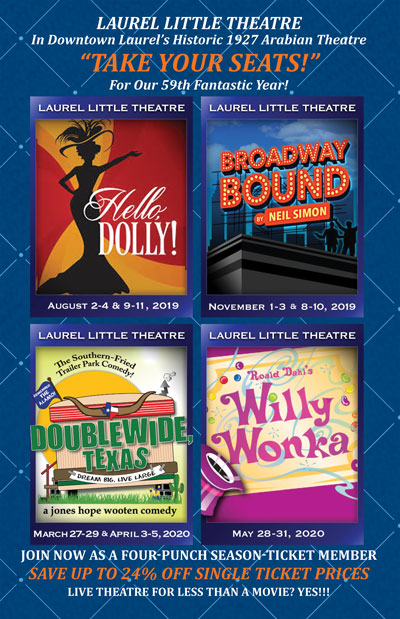 LAUREL LITTLE THEATRE
In Downtown Laurel's Historic 1927 Arabian Theatre
"TAKE YOUR SEATS!"
For Our 59th Fantastic Year!
LAUREL LITTLE THEATRE
Hello,
DOLLY!
AUGUST 2-4 & 9-11, 2019
LAUREL LITTLE THEATRE
BROADWAY
BOUND
BY NEIL SIMON
NOVEMBER 1-3 & 8-10, 2019
LAUREL LITTLE THEATRE
The Southern-Fried
Trailer Park Comedy!
THE ALAMO!
DOUBLEWIDE,
TEXAS
DREAM BIG. LIVE LARGE
a jones hope wooten comedy
MARCH 27-29 & APRIL 3-5, 2020
LAUREL LITTLE THEATRE
Roald Dahl's
Willy
Wonka
MAY 28-31, 2020
JOIN NOW AS A FOUR-PUNCH SEASON-TICKET MEMBER
SAVE UP TO 24% OFF SINGLE TICKET PRICES
LIVE THEATRE FOR LESS THAN A MOVIE? YES!!!